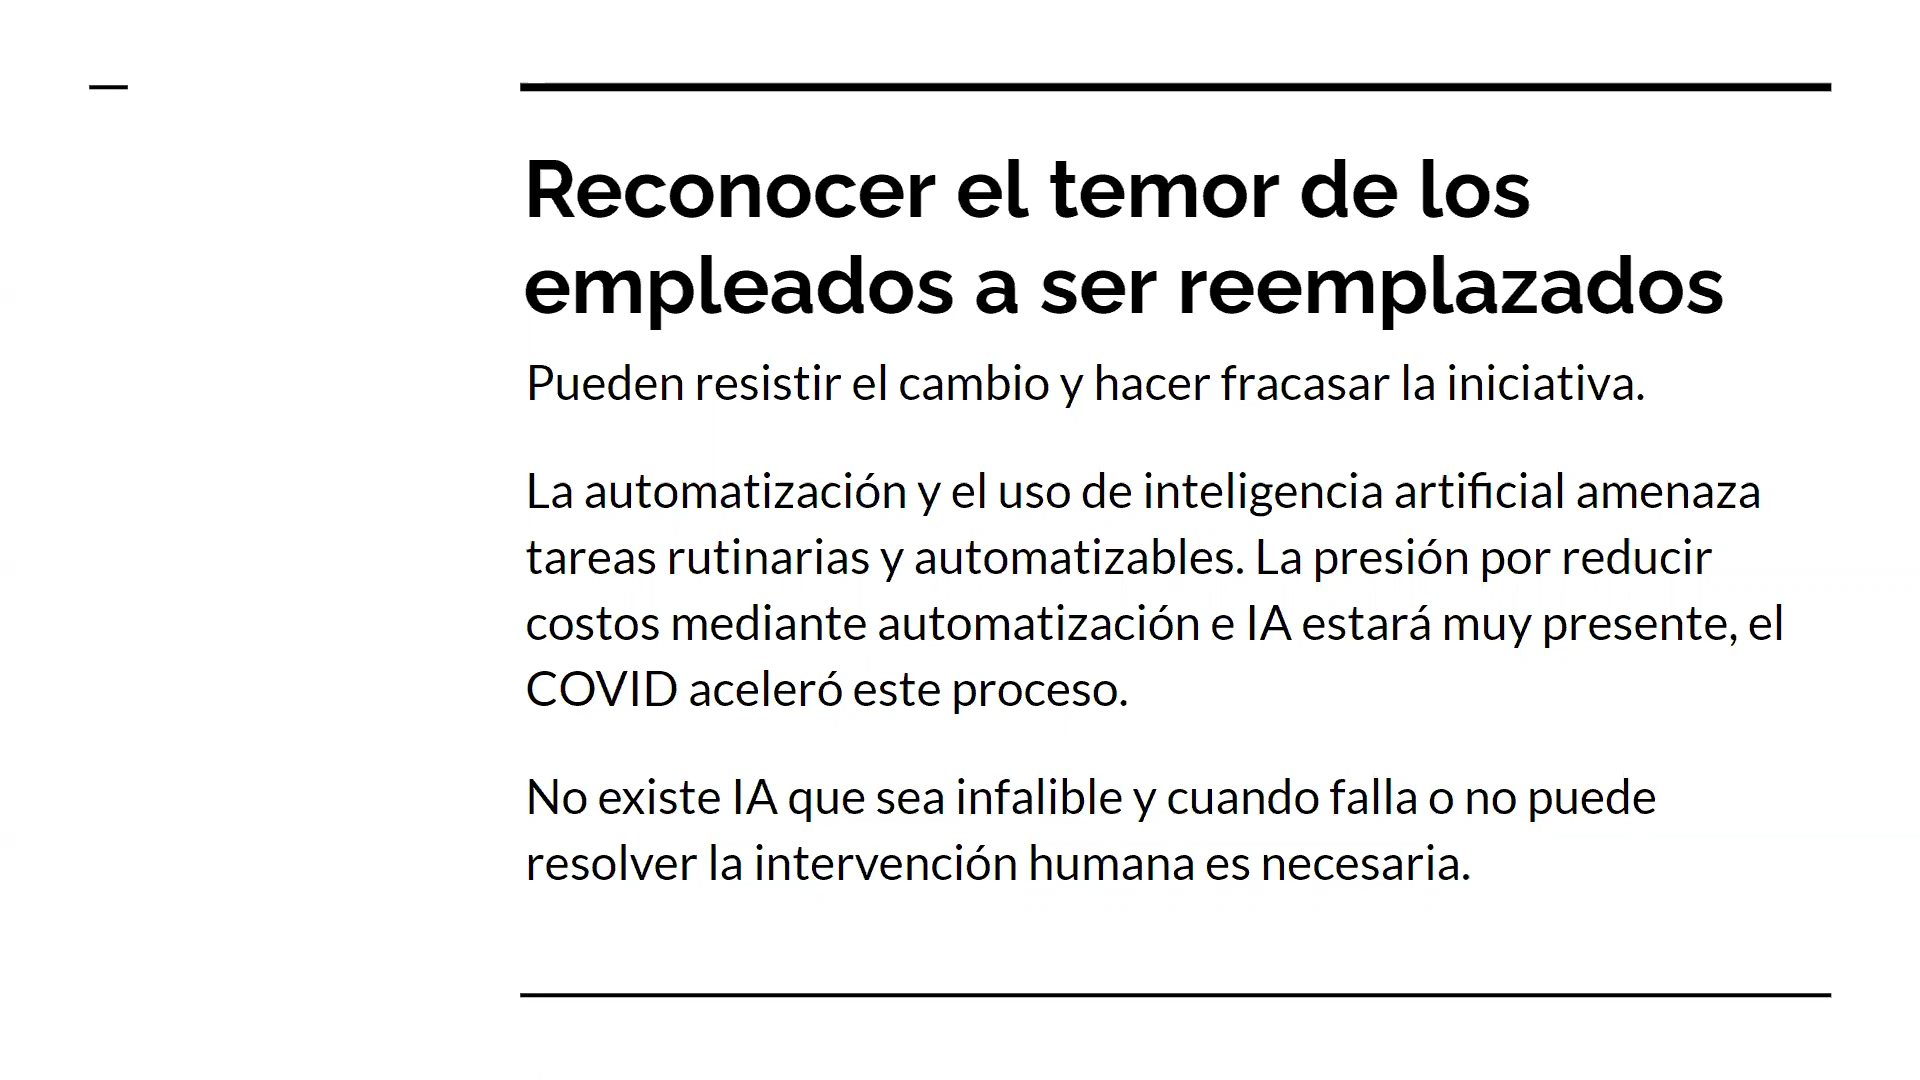 Reconocer el temor de los
empleados a ser reemplazados
Pueden resistir el cambio y hacer fracasar la iniciativa.
La automatización y el uso de inteligencia artificial amenaza
tareas rutinarias y automatizables. La presión por reducir
costos mediante automatización e IA estará muy presente, el
COVID aceleró este proceso.
No existe IA que sea infalible y cuando falla o no puede
resolver la intervención humana es necesaria.